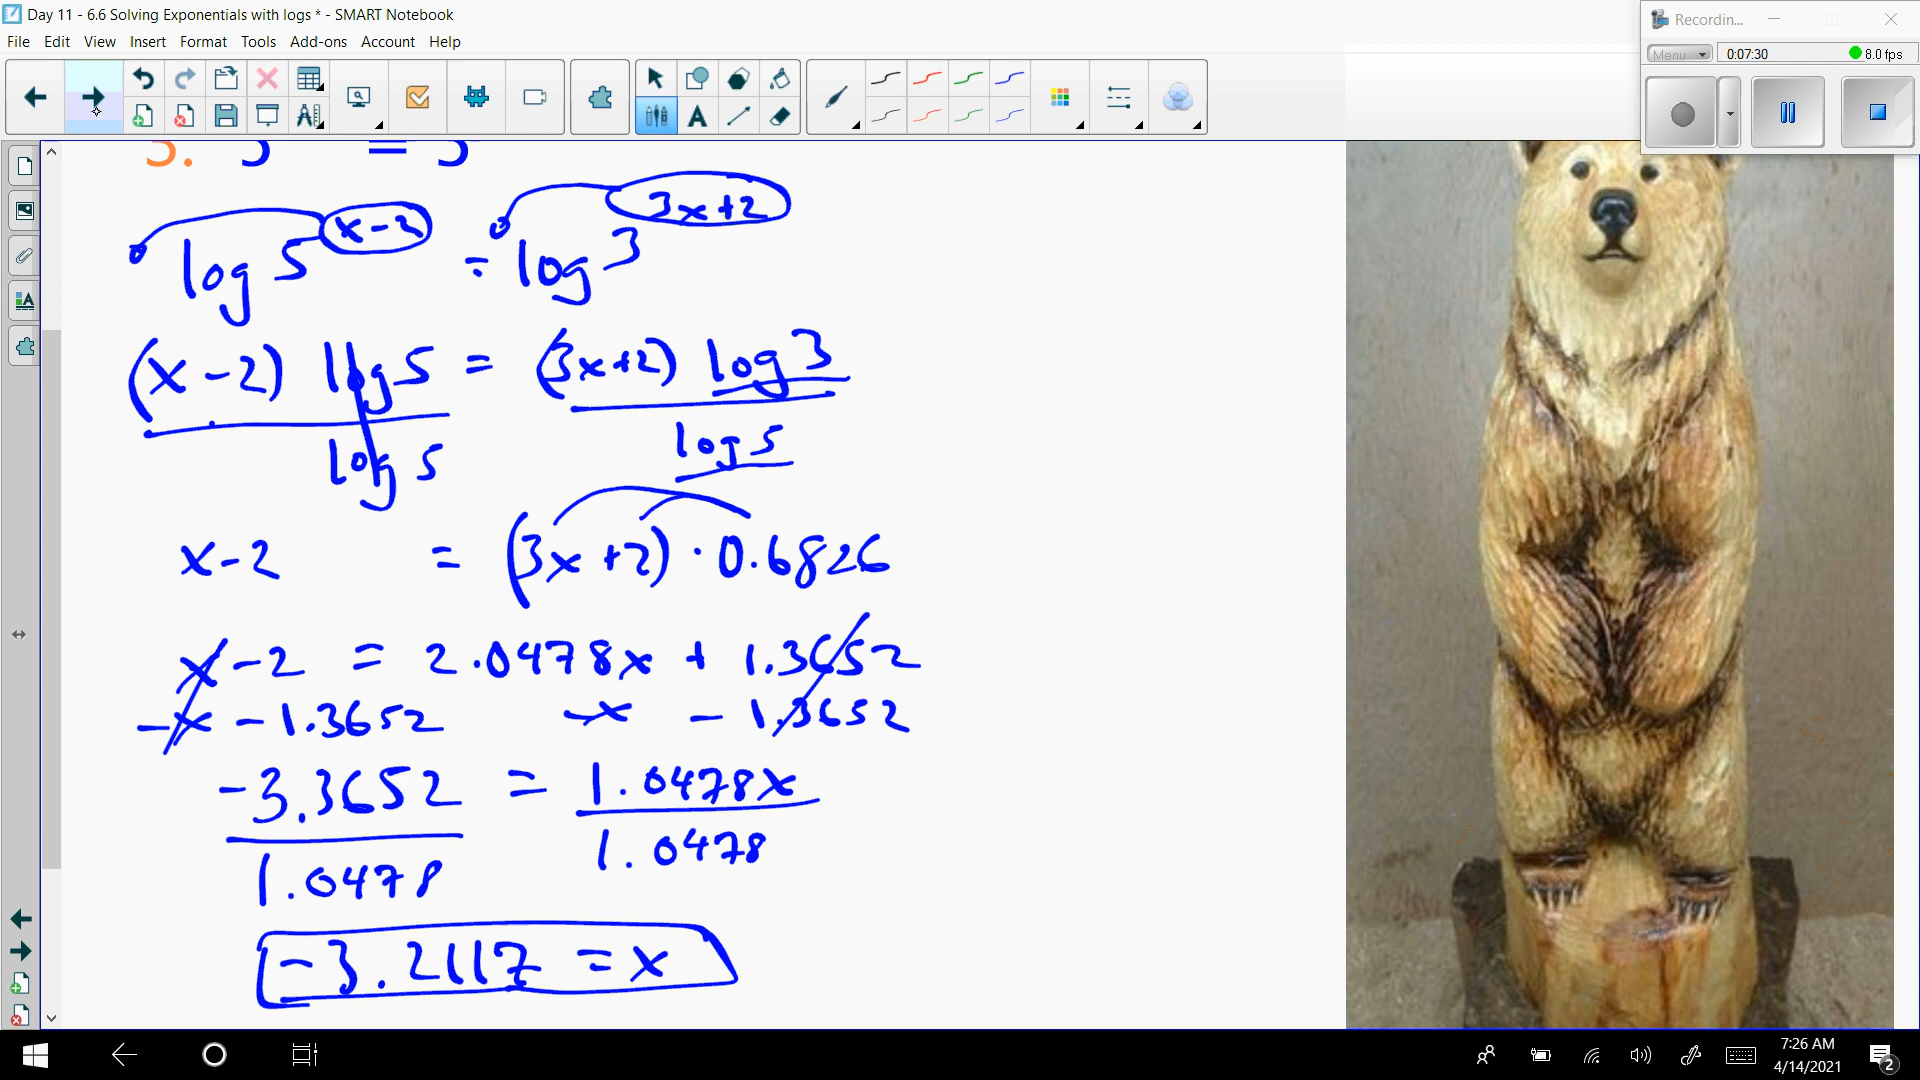 Day 11 - 6.6 Solving Exponentials with logs * - SMART Notebook
File Edit View Insert Format Tools Add-ons Account Help
Recordin...
Menu 0:07:30 8.0 fps
3.
log 5^(x-2) = log 3^(3x+2)
(x-2) log 5 = (3x+2) log 3
log 5 log 5
x-2 = (3x+2) · 0.6826
x-2 = 2.0478x + 1.3652
-x - 1.3652 -x - 1.3652
-3.3652 = 1.0478x
1.0478 1.0478
-3.2117 = x
7:26 AM
4/14/2021
2